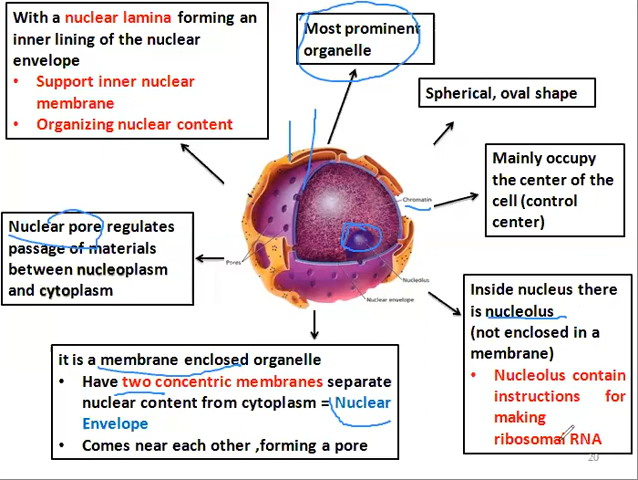 With a nuclear lamina forming an
inner lining of the nuclear
envelope
• Support inner nuclear
membrane
• Organizing nuclear content
Most prominent
organelle
Spherical, oval shape
Mainly occupy
the center of the
cell (control
center)
Nuclear pore regulates
passage of materials
between nucleoplasm
and cytoplasm
Chromatin
Pores
Nucleolus
Nuclear envelope
Inside nucleus there
is nucleolus
(not enclosed in a
membrane)
• Nucleolus contain
instructions for
making
ribosomal RNA
it is a membrane enclosed organelle
• Have two concentric membranes separate
nuclear content from cytoplasm = Nuclear
Envelope
• Comes near each other ,forming a pore
20